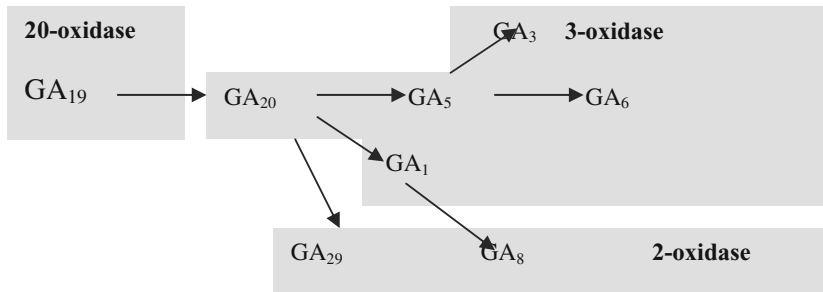 20-oxidase
GA₃ 3-oxidase
GA₁₉ GA₂₀ GA₅ GA₆
GA₁
GA₂₉ GA₈ 2-oxidase